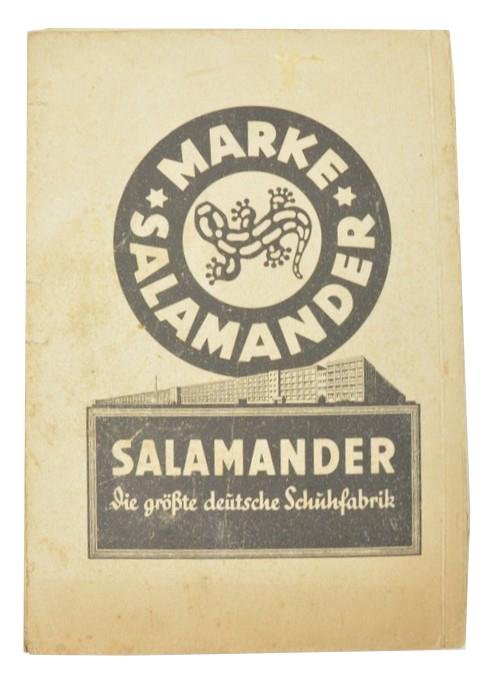 MARKE
SALAMANDER
SALAMANDER
Die größte deutsche Schuhfabrik